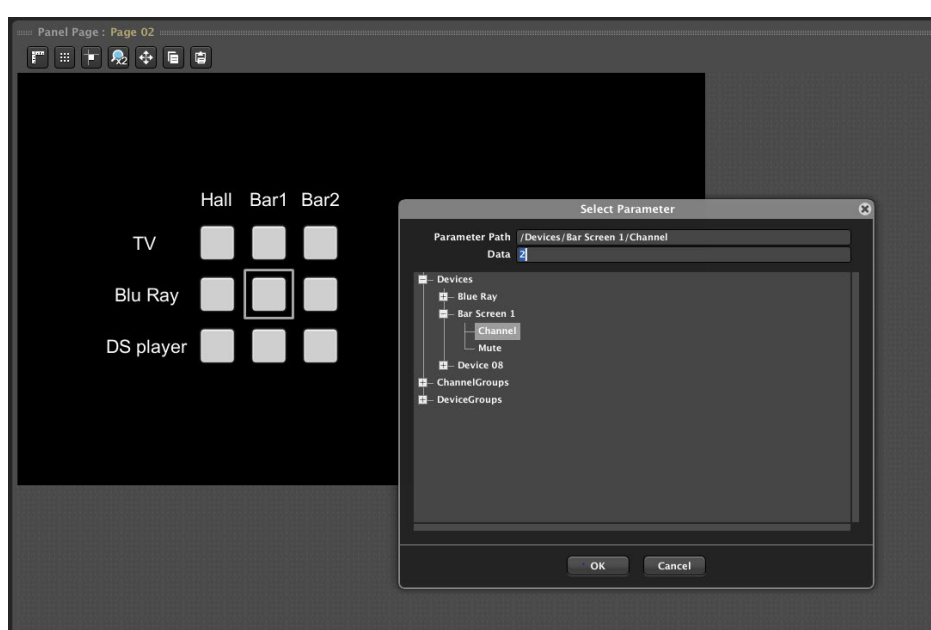 Panel Page : Page 02
X2
Hall Bar1 Bar2
TV
Blu Ray
DS player
Select Parameter
Parameter Path /Devices/Bar Screen 1/Channel
Data 2
Devices
Blue Ray
Bar Screen 1
Channel
Mute
Device 08
ChannelGroups
DeviceGroups
OK Cancel